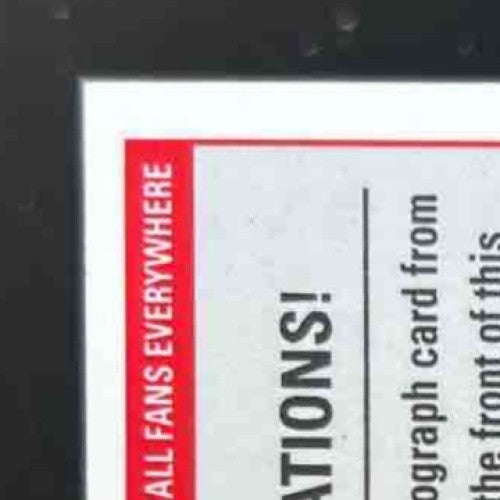 ALL FANS EVERYWHERE
ATIONS!
ograph card from
the front of this